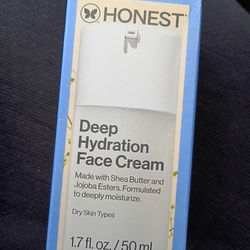 HONEST®
Deep
Hydration
Face Cream
Made with Shea Butter and
Jojoba Esters. Formulated
to deeply moisturize.
Dry Skin Types
1.7 fl. oz. / 50 mL